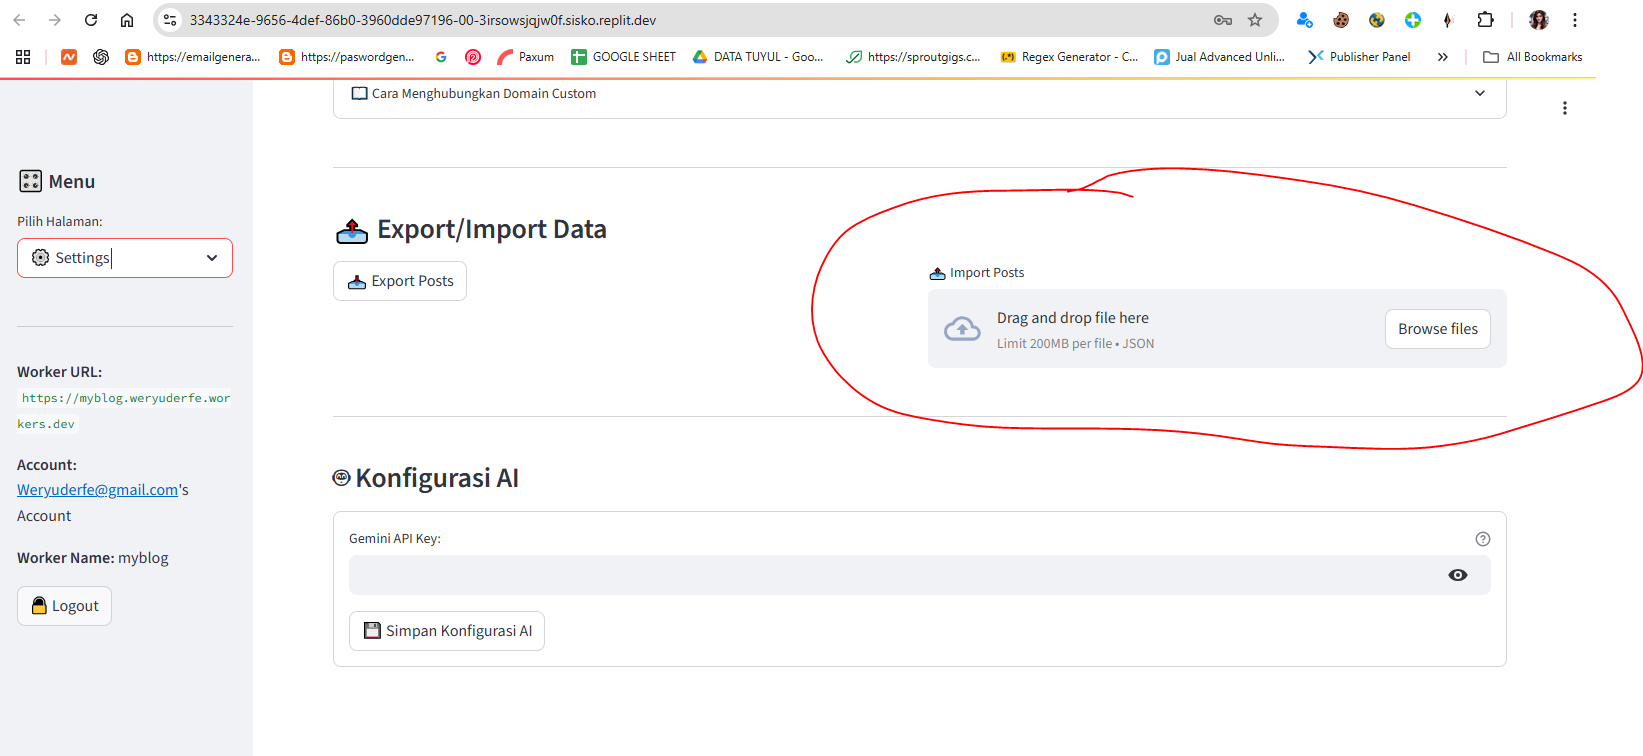 3343324e-9656-4def-86b0-3960dde97196-00-3irsowsjqjw0f.sisko.replit.dev
https://emailgenera...
https://paswordgen...
Paxum
GOOGLE SHEET
DATA TUYUL - Goo...
https://sproutgigs.c...
Regex Generator - C...
Jual Advanced Unli...
Publisher Panel
All Bookmarks
Menu
Pilih Halaman:
Settings
Worker URL:
https://myblog.weryuderfe.wor
kers.dev
Account:
Weryuderfe@gmail.com's
Account
Worker Name: myblog
Logout
Cara Menghubungkan Domain Custom
Export/Import Data
Export Posts
Import Posts
Drag and drop file here
Limit 200MB per file • JSON
Browse files
Konfigurasi AI
Gemini API Key:
Simpan Konfigurasi AI